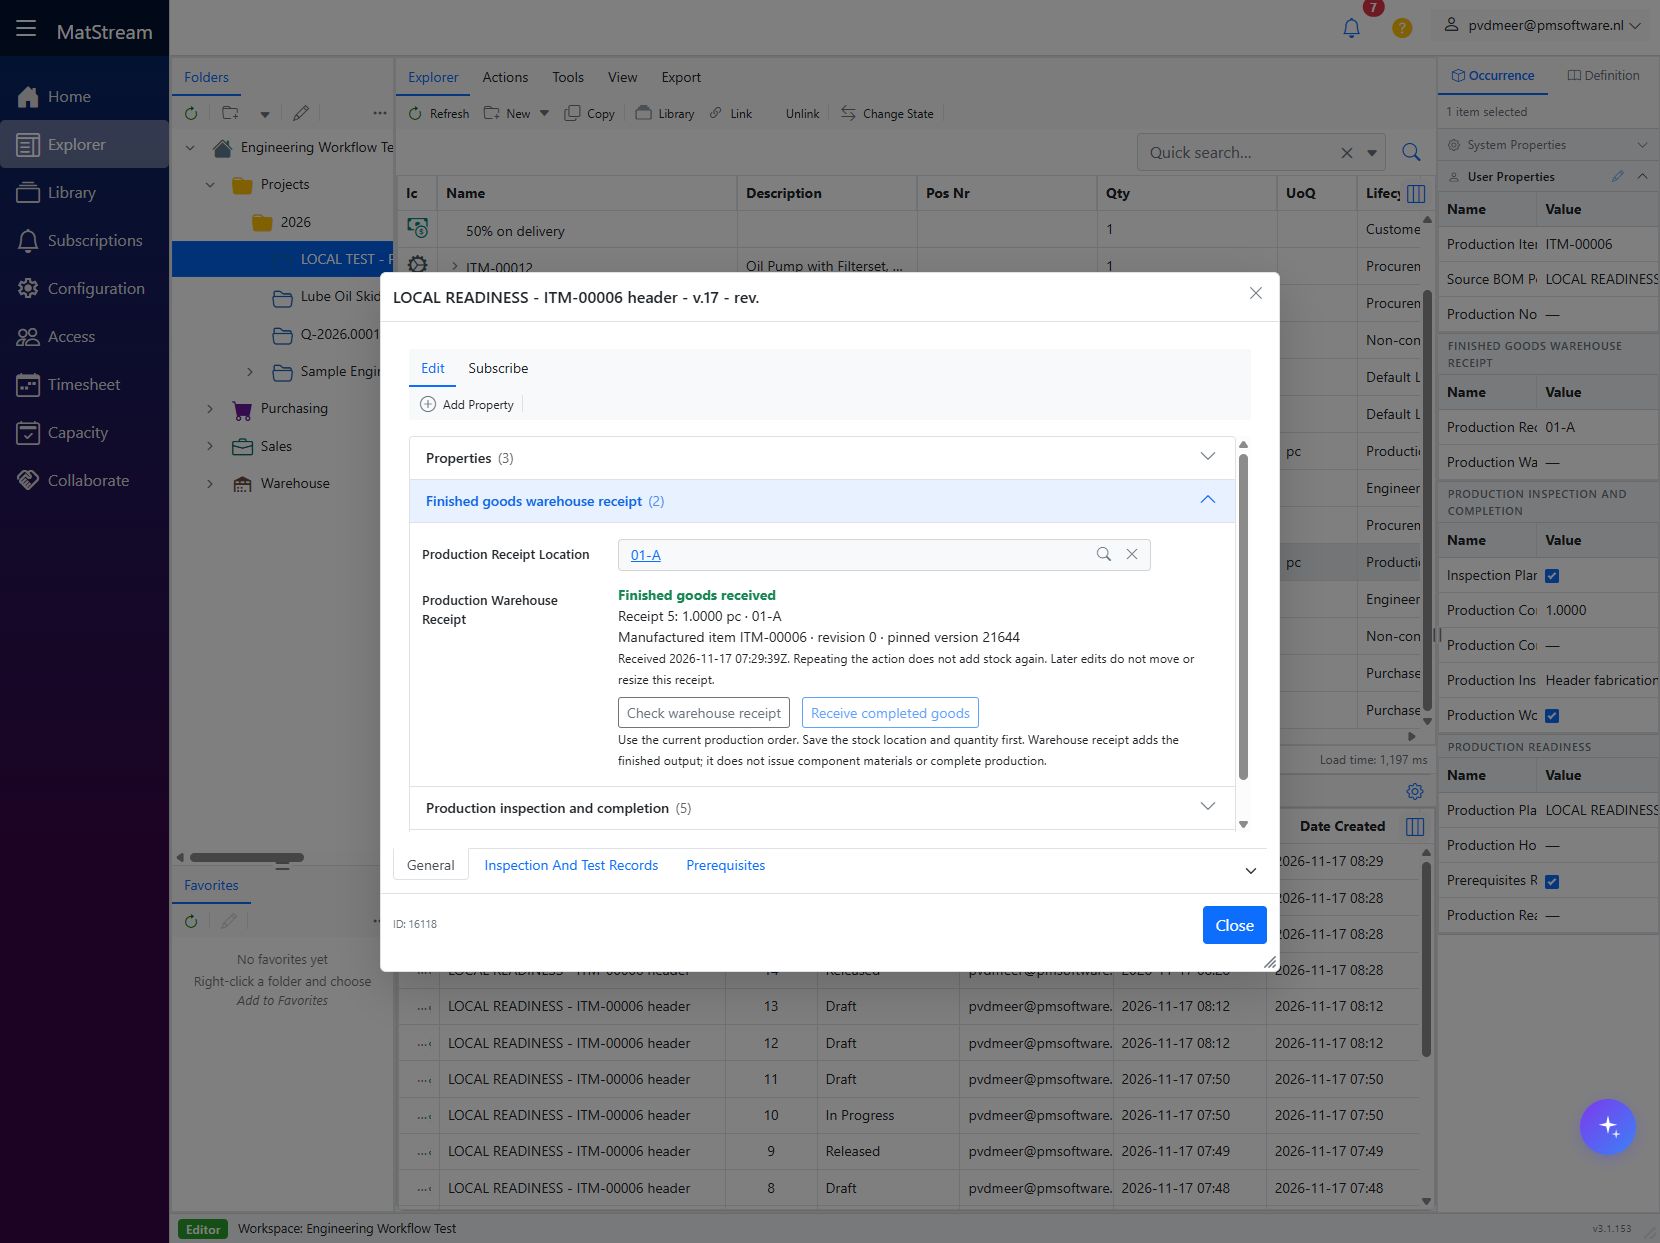 MatStream
7
?
pvdmeer@pmsoftware.nl
Home
Explorer
Library
Subscriptions
Configuration
Access
Timesheet
Capacity
Collaborate
Folders
Engineering Workflow Te
Projects
2026
LOCAL TEST - F
Lube Oil Skid
Q-2026.0001
Sample Engi
Purchasing
Sales
Warehouse
Favorites
No favorites yet
Right-click a folder and choose
Add to Favorites
Explorer Actions Tools View Export
Refresh New Copy Library Link Unlink Change State
Quick search...
Ic Name Description Pos Nr Qty UoQ Lifecy
50% on delivery 1 Custome
ITM-00012 Oil Pump with Filterset, ... 1 Procurem
Procurem
Non-con
Default L
Default L
pc Producti
Engineer
Procurem
pc Producti
Engineer
Non-con
Purchase
Purchase
Load time: 1,197 ms
LOCAL READINESS - ITM-00006 header - v.17 - rev.
Edit Subscribe
Add Property
Properties (3)
Finished goods warehouse receipt (2)
Production Receipt Location 01-A
Production Warehouse
Receipt
Finished goods received
Receipt 5: 1.0000 pc · 01-A
Manufactured item ITM-00006 · revision 0 · pinned version 21644
Received 2026-11-17 07:29:39Z. Repeating the action does not add stock again. Later edits do not move or
resize this receipt.
Check warehouse receipt Receive completed goods
Use the current production order. Save the stock location and quantity first. Warehouse receipt adds the
finished output; it does not issue component materials or complete production.
Production inspection and completion (5)
General Inspection And Test Records Prerequisites
ID: 16118
Close
Date Created
2026-11-17 08:29
2026-11-17 08:28
2026-11-17 08:28
2026-11-17 08:28
LOCAL READINESS - ITM-00006 header 14 Released pvdmeer@pmsoftware. 2026-11-17 08:28
LOCAL READINESS - ITM-00006 header 13 Draft pvdmeer@pmsoftware. 2026-11-17 08:12 2026-11-17 08:12
LOCAL READINESS - ITM-00006 header 12 Draft pvdmeer@pmsoftware. 2026-11-17 08:12 2026-11-17 08:12
LOCAL READINESS - ITM-00006 header 11 Draft pvdmeer@pmsoftware. 2026-11-17 07:50 2026-11-17 07:50
LOCAL READINESS - ITM-00006 header 10 In Progress pvdmeer@pmsoftware. 2026-11-17 07:50 2026-11-17 07:50
LOCAL READINESS - ITM-00006 header 9 Released pvdmeer@pmsoftware. 2026-11-17 07:49 2026-11-17 07:49
LOCAL READINESS - ITM-00006 header 8 Draft pvdmeer@pmsoftware. 2026-11-17 07:48 2026-11-17 07:48
Occurrence Definition
1 item selected
System Properties
User Properties
Name Value
Production Iter ITM-00006
Source BOM Po LOCAL READINESS
Production No —
FINISHED GOODS WAREHOUSE
RECEIPT
Name Value
Production Rec 01-A
Production Wa —
PRODUCTION INSPECTION AND
COMPLETION
Name Value
Inspection Plan
Production Co 1.0000
Production Co —
Production Ins Header fabrication
Production Wo
PRODUCTION READINESS
Name Value
Production Pla LOCAL READINESS
Production Ho —
Prerequisites R
Production Rea —
Editor Workspace: Engineering Workflow Test
v3.1.153